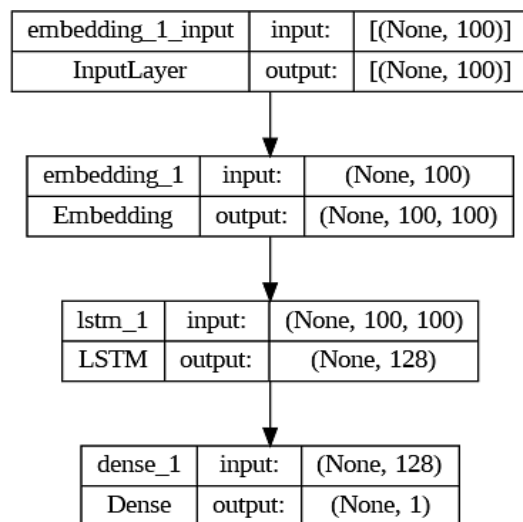 embedding_1_input input: [(None, 100)]
InputLayer output: [(None, 100)]
embedding_1 input: (None, 100)
Embedding output: (None, 100, 100)
lstm_1 input: (None, 100, 100)
LSTM output: (None, 128)
dense_1 input: (None, 128)
Dense output: (None, 1)